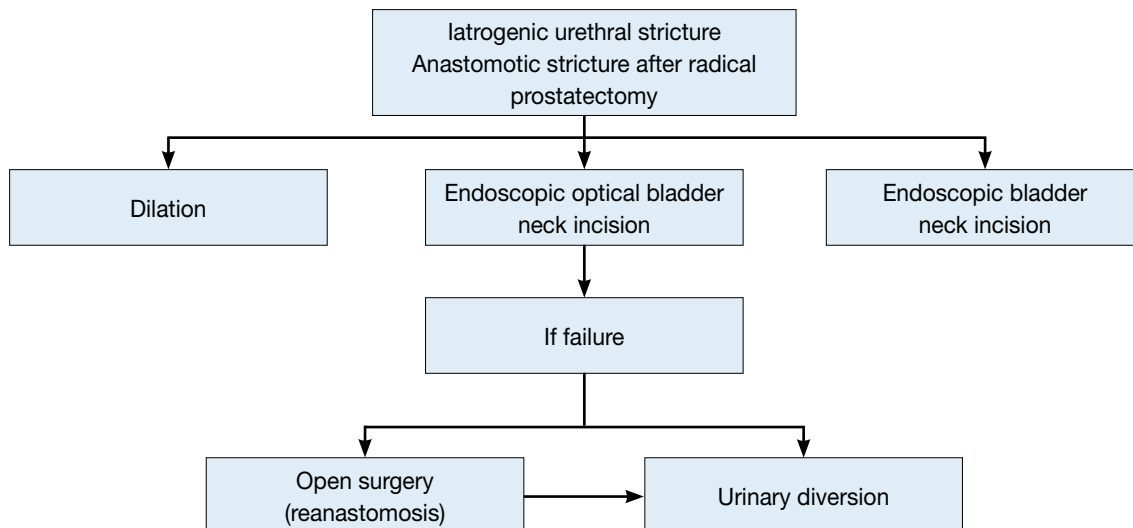 Iatrogenic urethral stricture
Anastomotic stricture after radical
prostatectomy
Dilation
Endoscopic optical bladder
neck incision
Endoscopic bladder
neck incision
If failure
Open surgery
(reanastomosis)
Urinary diversion